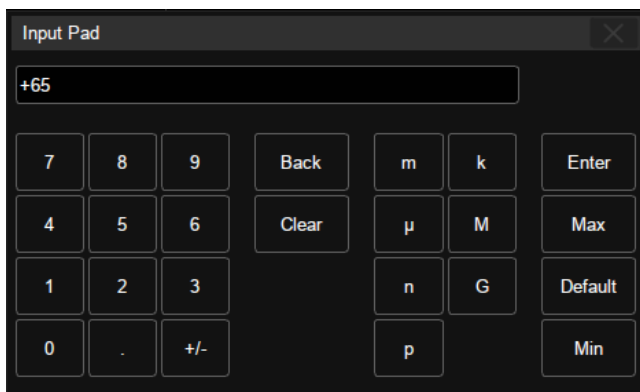 Input Pad
+65
7 8 9 Back m k Enter
4 5 6 Clear µ M Max
1 2 3 n G Default
0 . +/- p Min